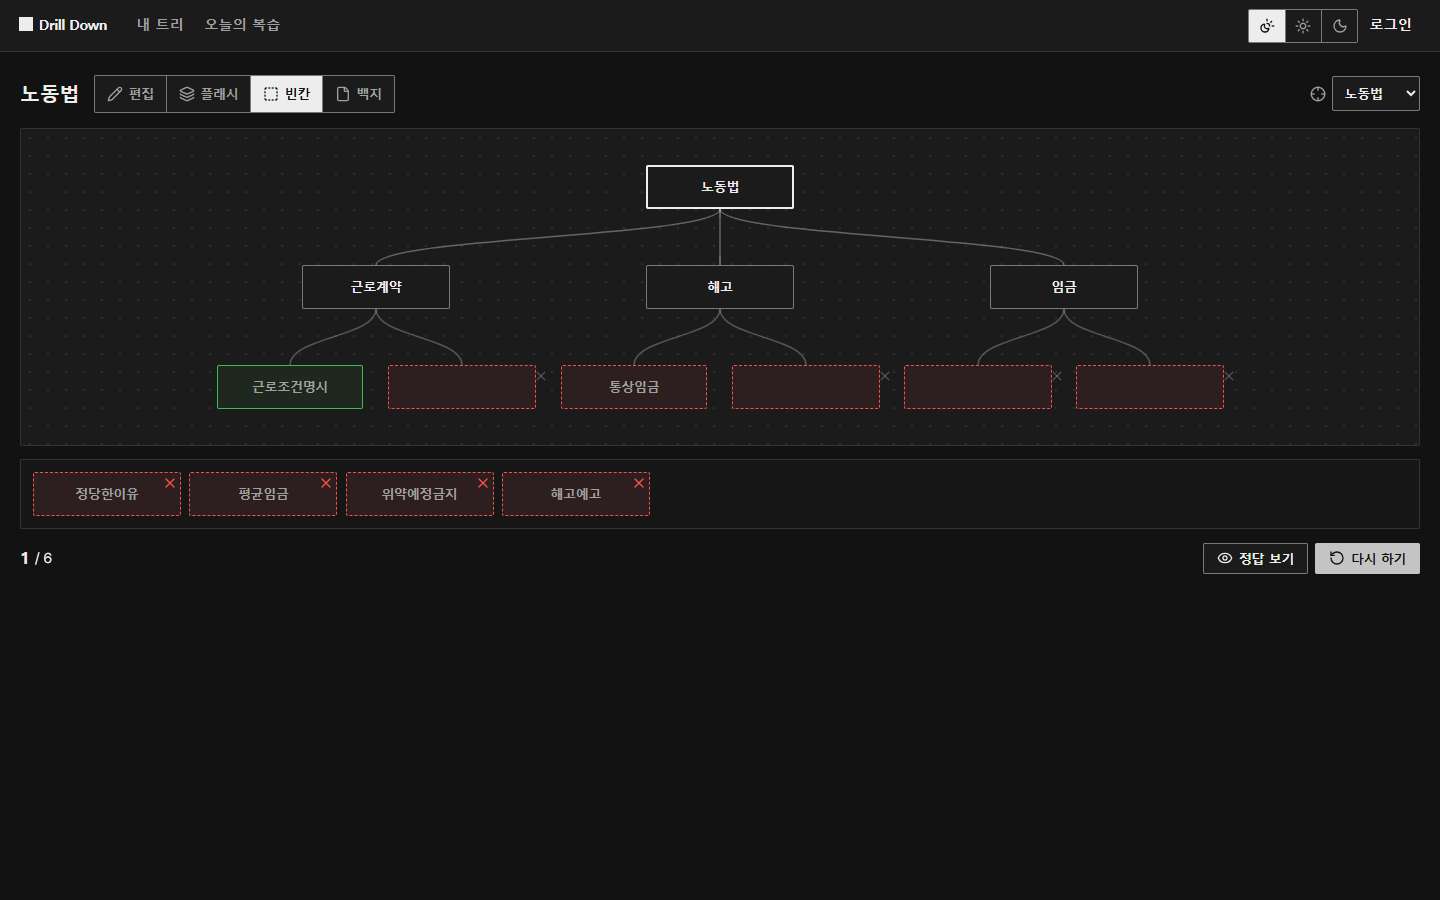 Drill Down 내 트리 오늘의 복습 로그인
노동법 편집 플래시 빈칸 백지 노동법
노동법
근로계약 해고 임금
근로조건명시 통상임금
정당한이유 평균임금 위약예정금지 해고예고
1 / 6 정답 보기 다시 하기